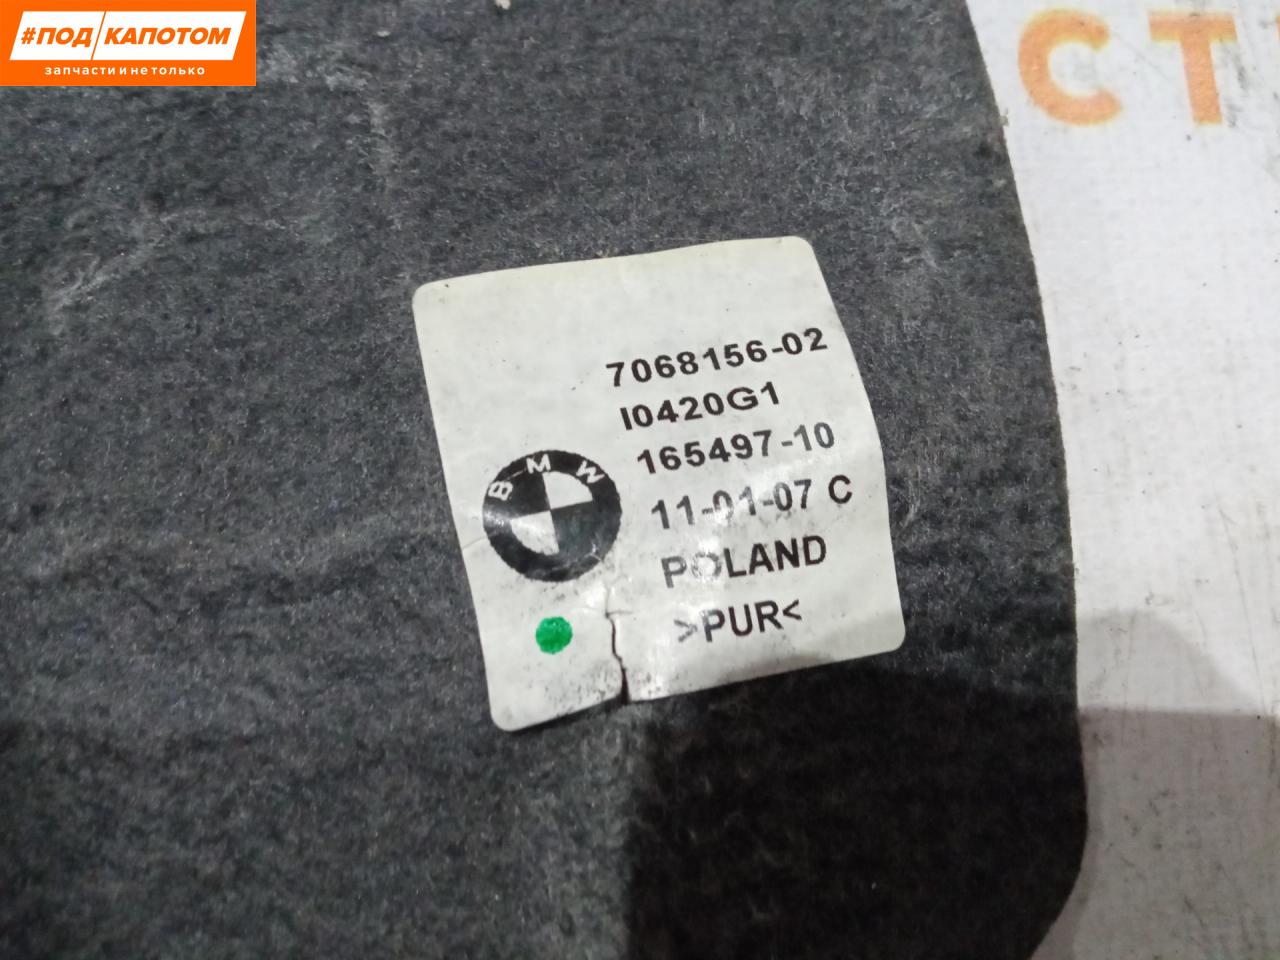 #ПОД КАПОТОМ
запчасти и не только
СТ
7068156-02
I0420G1
165497-10
11-01-07 C
BMW
POLAND
>PUR<